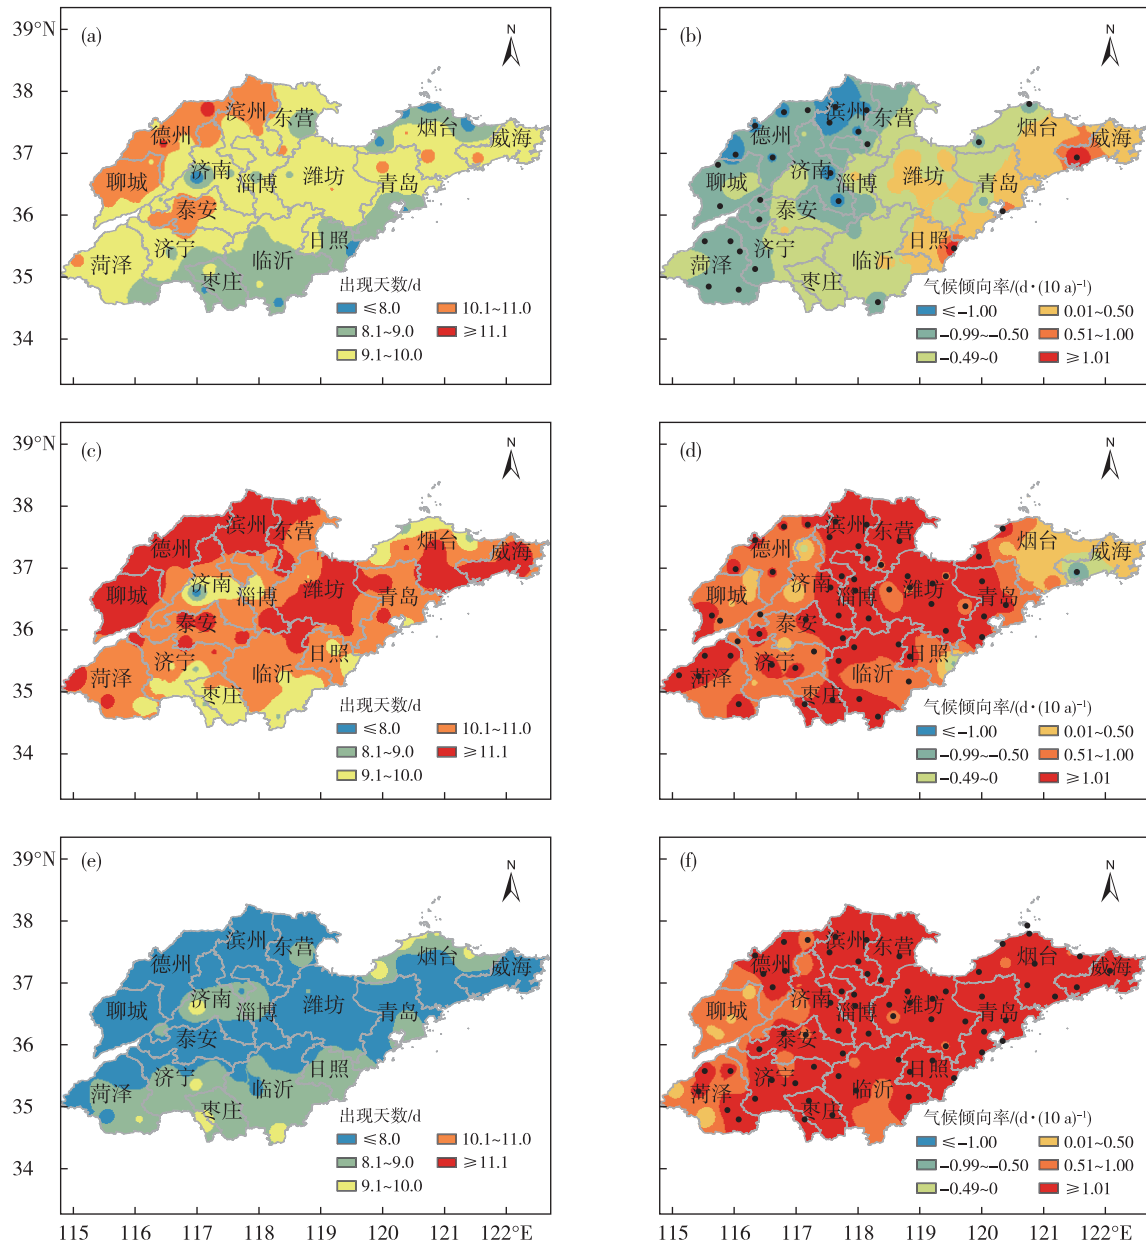 39°N
38
37
36
35
34
(a)
N
滨州
东营
德州
烟台
威海
济南
聊城
淄博
潍坊
青岛
泰安
日照
济宁
临沂
菏泽
枣庄
出现天数/d
≤8.0
10.1~11.0
8.1~9.0
≥11.1
9.1~10.0
(b)
N
滨州
东营
德州
烟台
威海
济南
聊城
淄博
潍坊
青岛
泰安
日照
济宁
临沂
菏泽
枣庄
气候倾向率/(d·(10 a)⁻¹)
≤−1.00
0.01~0.50
−0.99~−0.50
0.51~1.00
−0.49~0
≥1.01
39°N
38
37
36
35
34
(c)
N
滨州
东营
德州
烟台
威海
济南
聊城
淄博
潍坊
青岛
泰安
日照
济宁
临沂
菏泽
枣庄
出现天数/d
≤8.0
10.1~11.0
8.1~9.0
≥11.1
9.1~10.0
(d)
N
滨州
东营
德州
烟台
威海
济南
聊城
淄博
潍坊
青岛
泰安
日照
济宁
临沂
菏泽
枣庄
气候倾向率/(d·(10 a)⁻¹)
≤−1.00
0.01~0.50
−0.99~−0.50
0.51~1.00
−0.49~0
≥1.01
39°N
38
37
36
35
34
(e)
N
滨州
东营
德州
烟台
威海
济南
聊城
淄博
潍坊
青岛
泰安
日照
济宁
临沂
菏泽
枣庄
出现天数/d
≤8.0
10.1~11.0
8.1~9.0
≥11.1
9.1~10.0
115 116 117 118 119 120 121 122°E
(f)
N
滨州
东营
德州
烟台
威海
济南
聊城
淄博
潍坊
青岛
泰安
日照
济宁
临沂
菏泽
枣庄
气候倾向率/(d·(10 a)⁻¹)
≤−1.00
0.01~0.50
−0.99~−0.50
0.51~1.00
−0.49~0
≥1.01
115 116 117 118 119 120 121 122°E